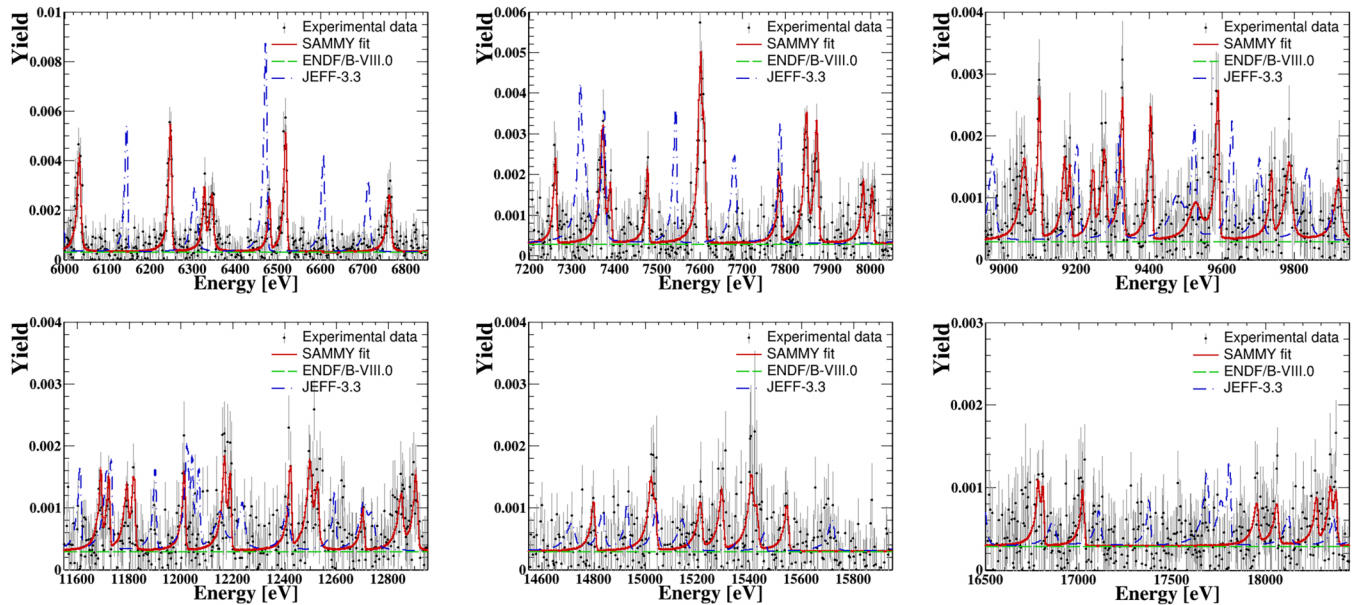 Yield
0.01
0.008
0.006
0.004
0.002
0
Experimental data
SAMMY fit
ENDF/B-VIII.0
JEFF-3.3
6000 6100 6200 6300 6400 6500 6600 6700 6800
Energy [eV]
Yield
0.006
0.005
0.004
0.003
0.002
0.001
0
Experimental data
SAMMY fit
ENDF/B-VIII.0
JEFF-3.3
7200 7300 7400 7500 7600 7700 7800 7900 8000
Energy [eV]
Yield
0.004
0.003
0.002
0.001
0
Experimental data
SAMMY fit
ENDF/B-VIII.0
JEFF-3.3
9000 9200 9400 9600 9800
Energy [eV]
Yield
0.004
0.003
0.002
0.001
0
Experimental data
SAMMY fit
ENDF/B-VIII.0
JEFF-3.3
11600 11800 12000 12200 12400 12600 12800
Energy [eV]
Yield
0.004
0.003
0.002
0.001
0
Experimental data
SAMMY fit
ENDF/B-VIII.0
JEFF-3.3
14600 14800 15000 15200 15400 15600 15800
Energy [eV]
Yield
0.003
0.002
0.001
0
Experimental data
SAMMY fit
ENDF/B-VIII.0
JEFF-3.3
16500 17000 17500 18000
Energy [eV]